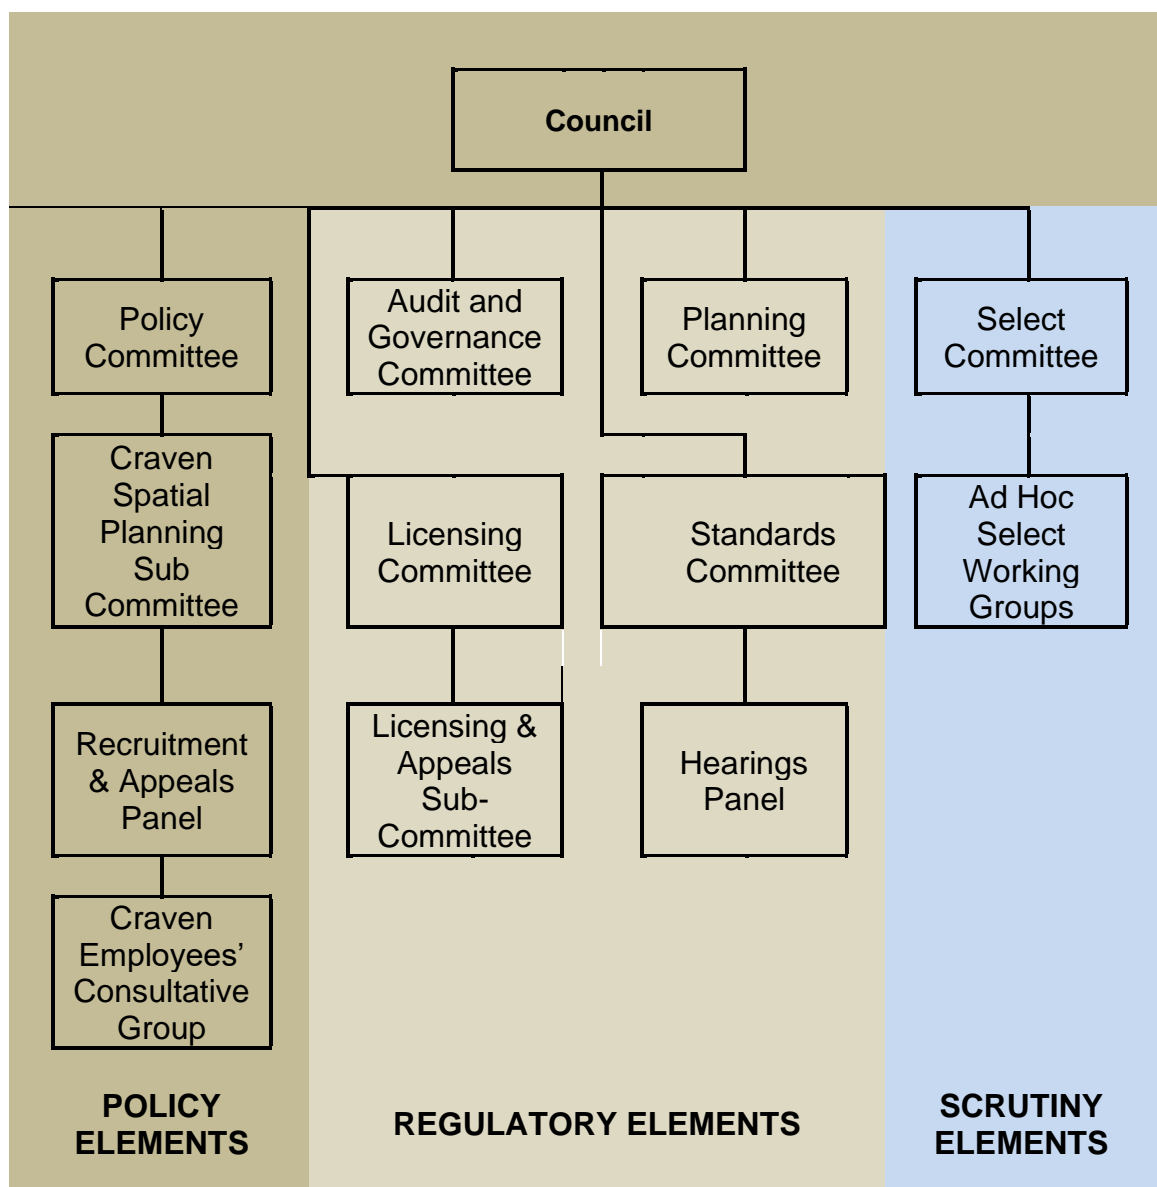 Council
Policy
Committee
Audit and
Governance
Committee
Planning
Committee
Select
Committee
Craven
Spatial
Planning
Sub
Committee
Licensing
Committee
Standards
Committee
Ad Hoc
Select
Working
Groups
Recruitment
& Appeals
Panel
Licensing &
Appeals
Sub-
Committee
Hearings
Panel
Craven
Employees’
Consultative
Group
POLICY
ELEMENTS
REGULATORY ELEMENTS
SCRUTINY
ELEMENTS